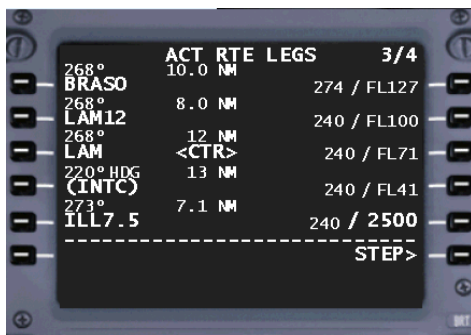 ACT RTE LEGS 3/4
268° 10.0 NM
BRASO 274 / FL127
268° 8.0 NM
LAM12 240 / FL100
268° 12 NM
LAM <CTR> 240 / FL71
220° HDG 13 NM
(INTC) 240 / FL41
273° 7.1 NM
ILL7.5 240 / 2500
STEP>
BRT